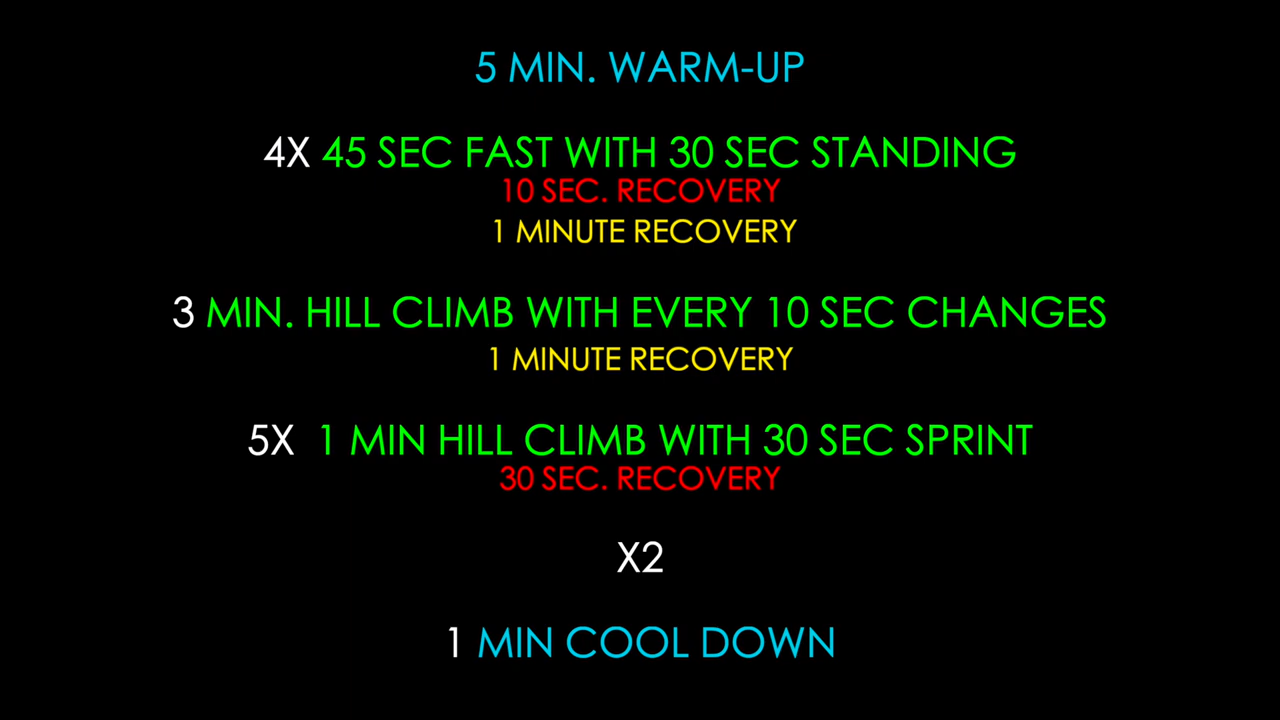 5 MIN. WARM-UP
4X 45 SEC FAST WITH 30 SEC STANDING
10 SEC. RECOVERY
1 MINUTE RECOVERY
3 MIN. HILL CLIMB WITH EVERY 10 SEC CHANGES
1 MINUTE RECOVERY
5X 1 MIN HILL CLIMB WITH 30 SEC SPRINT
30 SEC. RECOVERY
X2
1 MIN COOL DOWN